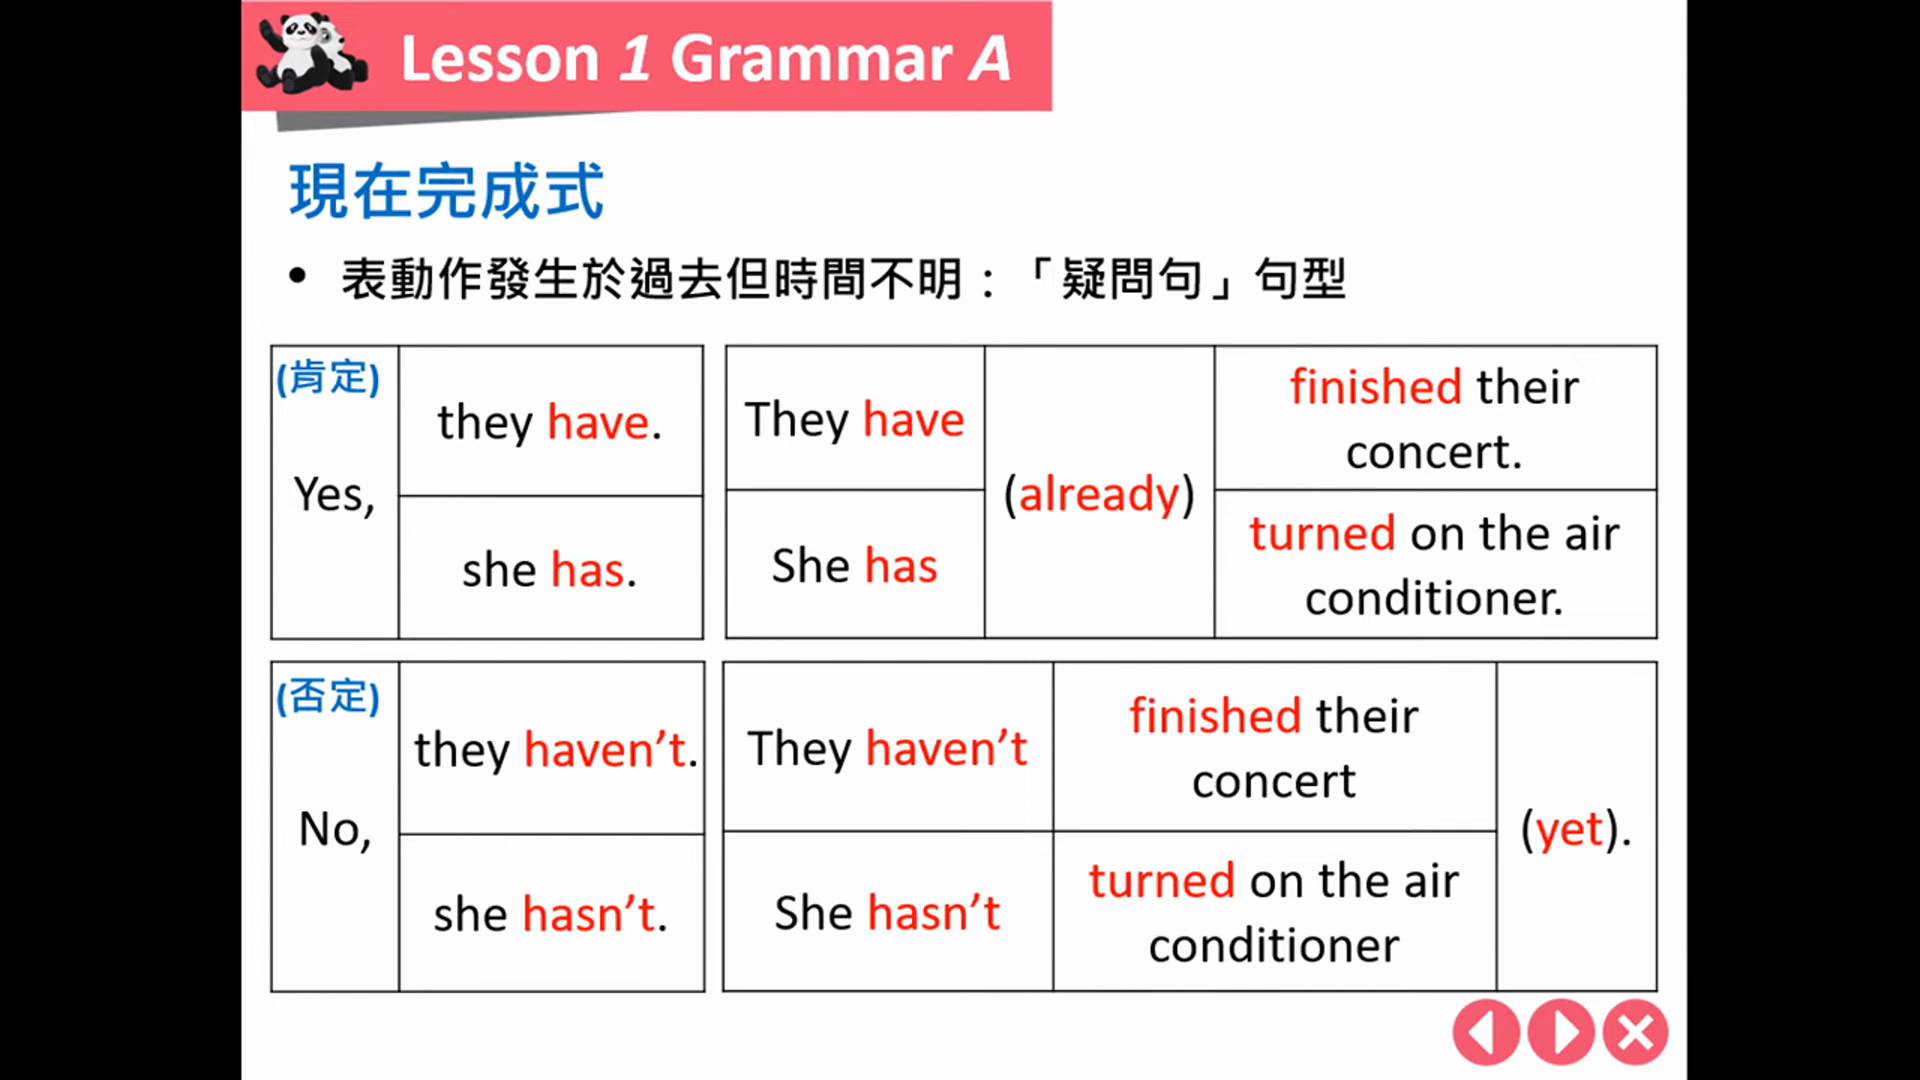 Lesson 1 Grammar A
現在完成式
• 表動作發生於過去但時間不明：「疑問句」句型
(肯定)
Yes,
they have.
she has.
They have
She has
(already)
finished their
concert.
turned on the air
conditioner.
(否定)
No,
they haven’t.
she hasn’t.
They haven’t
She hasn’t
finished their
concert
turned on the air
conditioner
(yet).